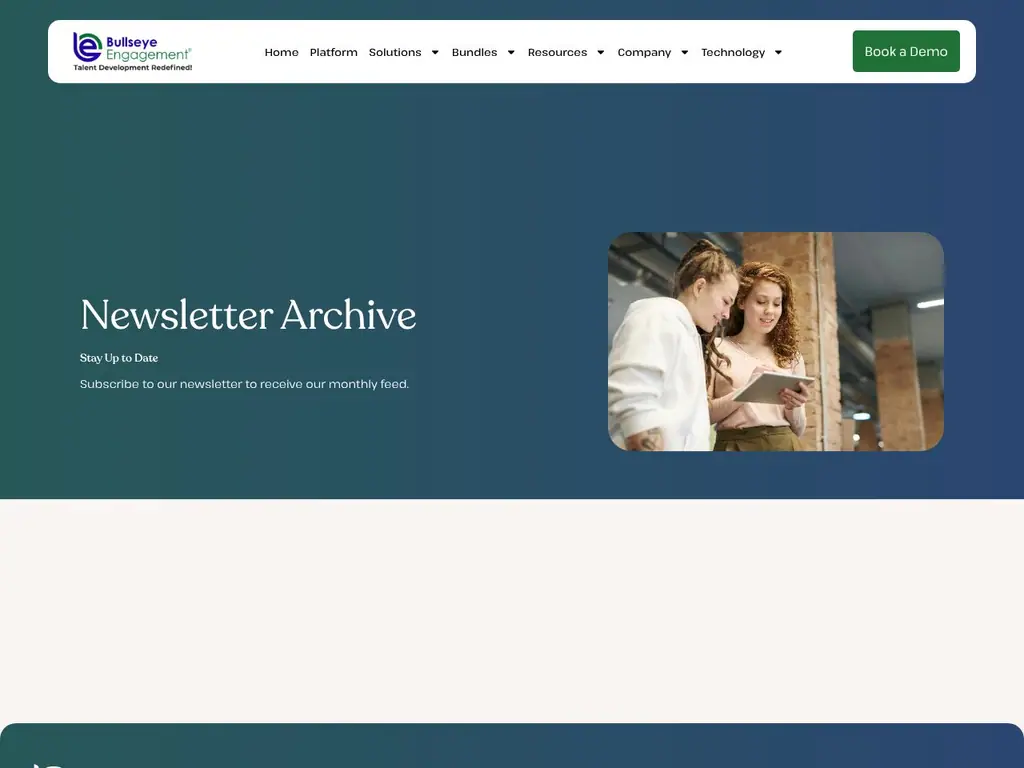 Bullseye
Engagement®
Talent Development Redefined!
Home Platform Solutions Bundles Resources Company Technology
Book a Demo
Newsletter Archive
Stay Up to Date
Subscribe to our newsletter to receive our monthly feed.